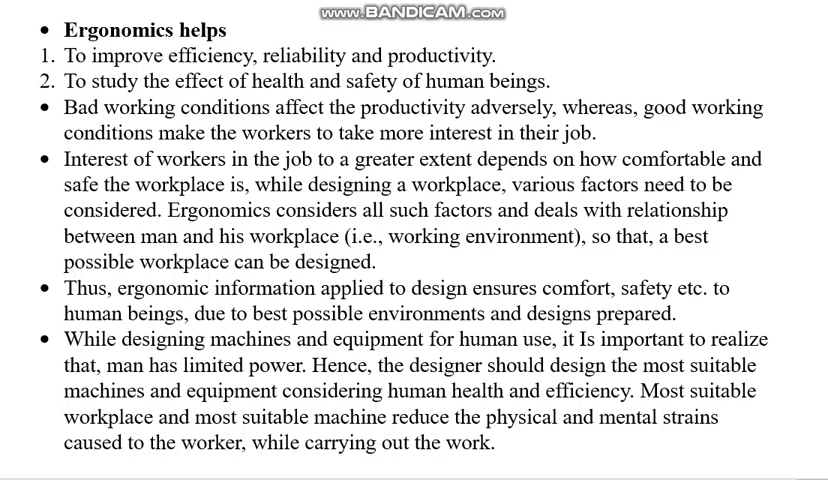 www.BANDICAM.com
• Ergonomics helps
1. To improve efficiency, reliability and productivity.
2. To study the effect of health and safety of human beings.
• Bad working conditions affect the productivity adversely, whereas, good working
conditions make the workers to take more interest in their job.
• Interest of workers in the job to a greater extent depends on how comfortable and
safe the workplace is, while designing a workplace, various factors need to be
considered. Ergonomics considers all such factors and deals with relationship
between man and his workplace (i.e., working environment), so that, a best
possible workplace can be designed.
• Thus, ergonomic information applied to design ensures comfort, safety etc. to
human beings, due to best possible environments and designs prepared.
• While designing machines and equipment for human use, it Is important to realize
that, man has limited power. Hence, the designer should design the most suitable
machines and equipment considering human health and efficiency. Most suitable
workplace and most suitable machine reduce the physical and mental strains
caused to the worker, while carrying out the work.